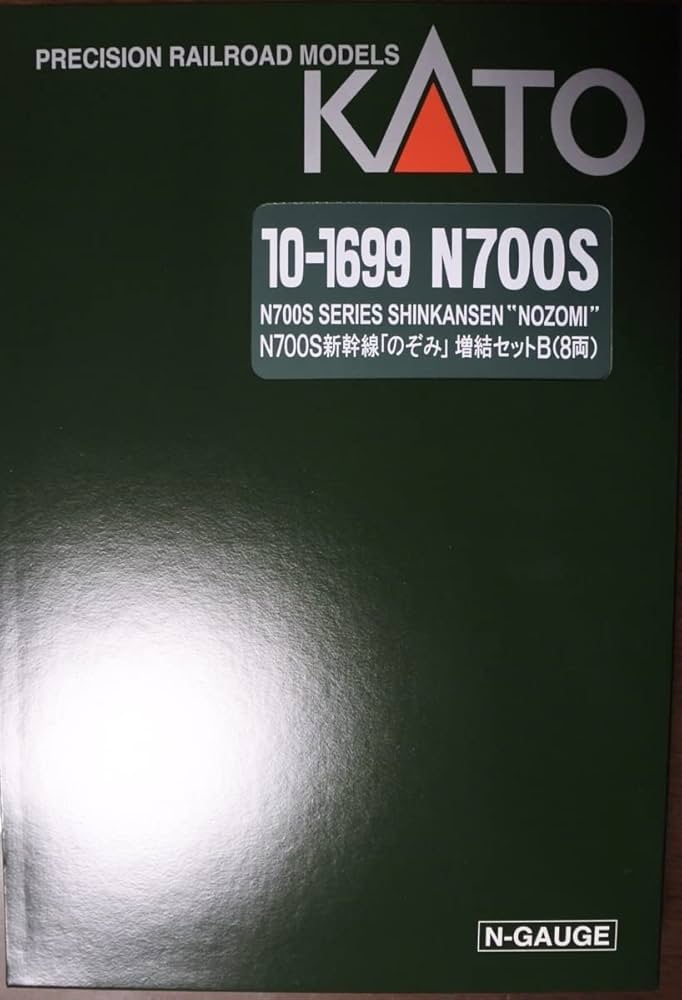 PRECISION RAILROAD MODELS
KATO
10-1699 N700S
N700S SERIES SHINKANSEN "NOZOMI"
N700S新幹線「のぞみ」増結セットB(8両)
N-GAUGE